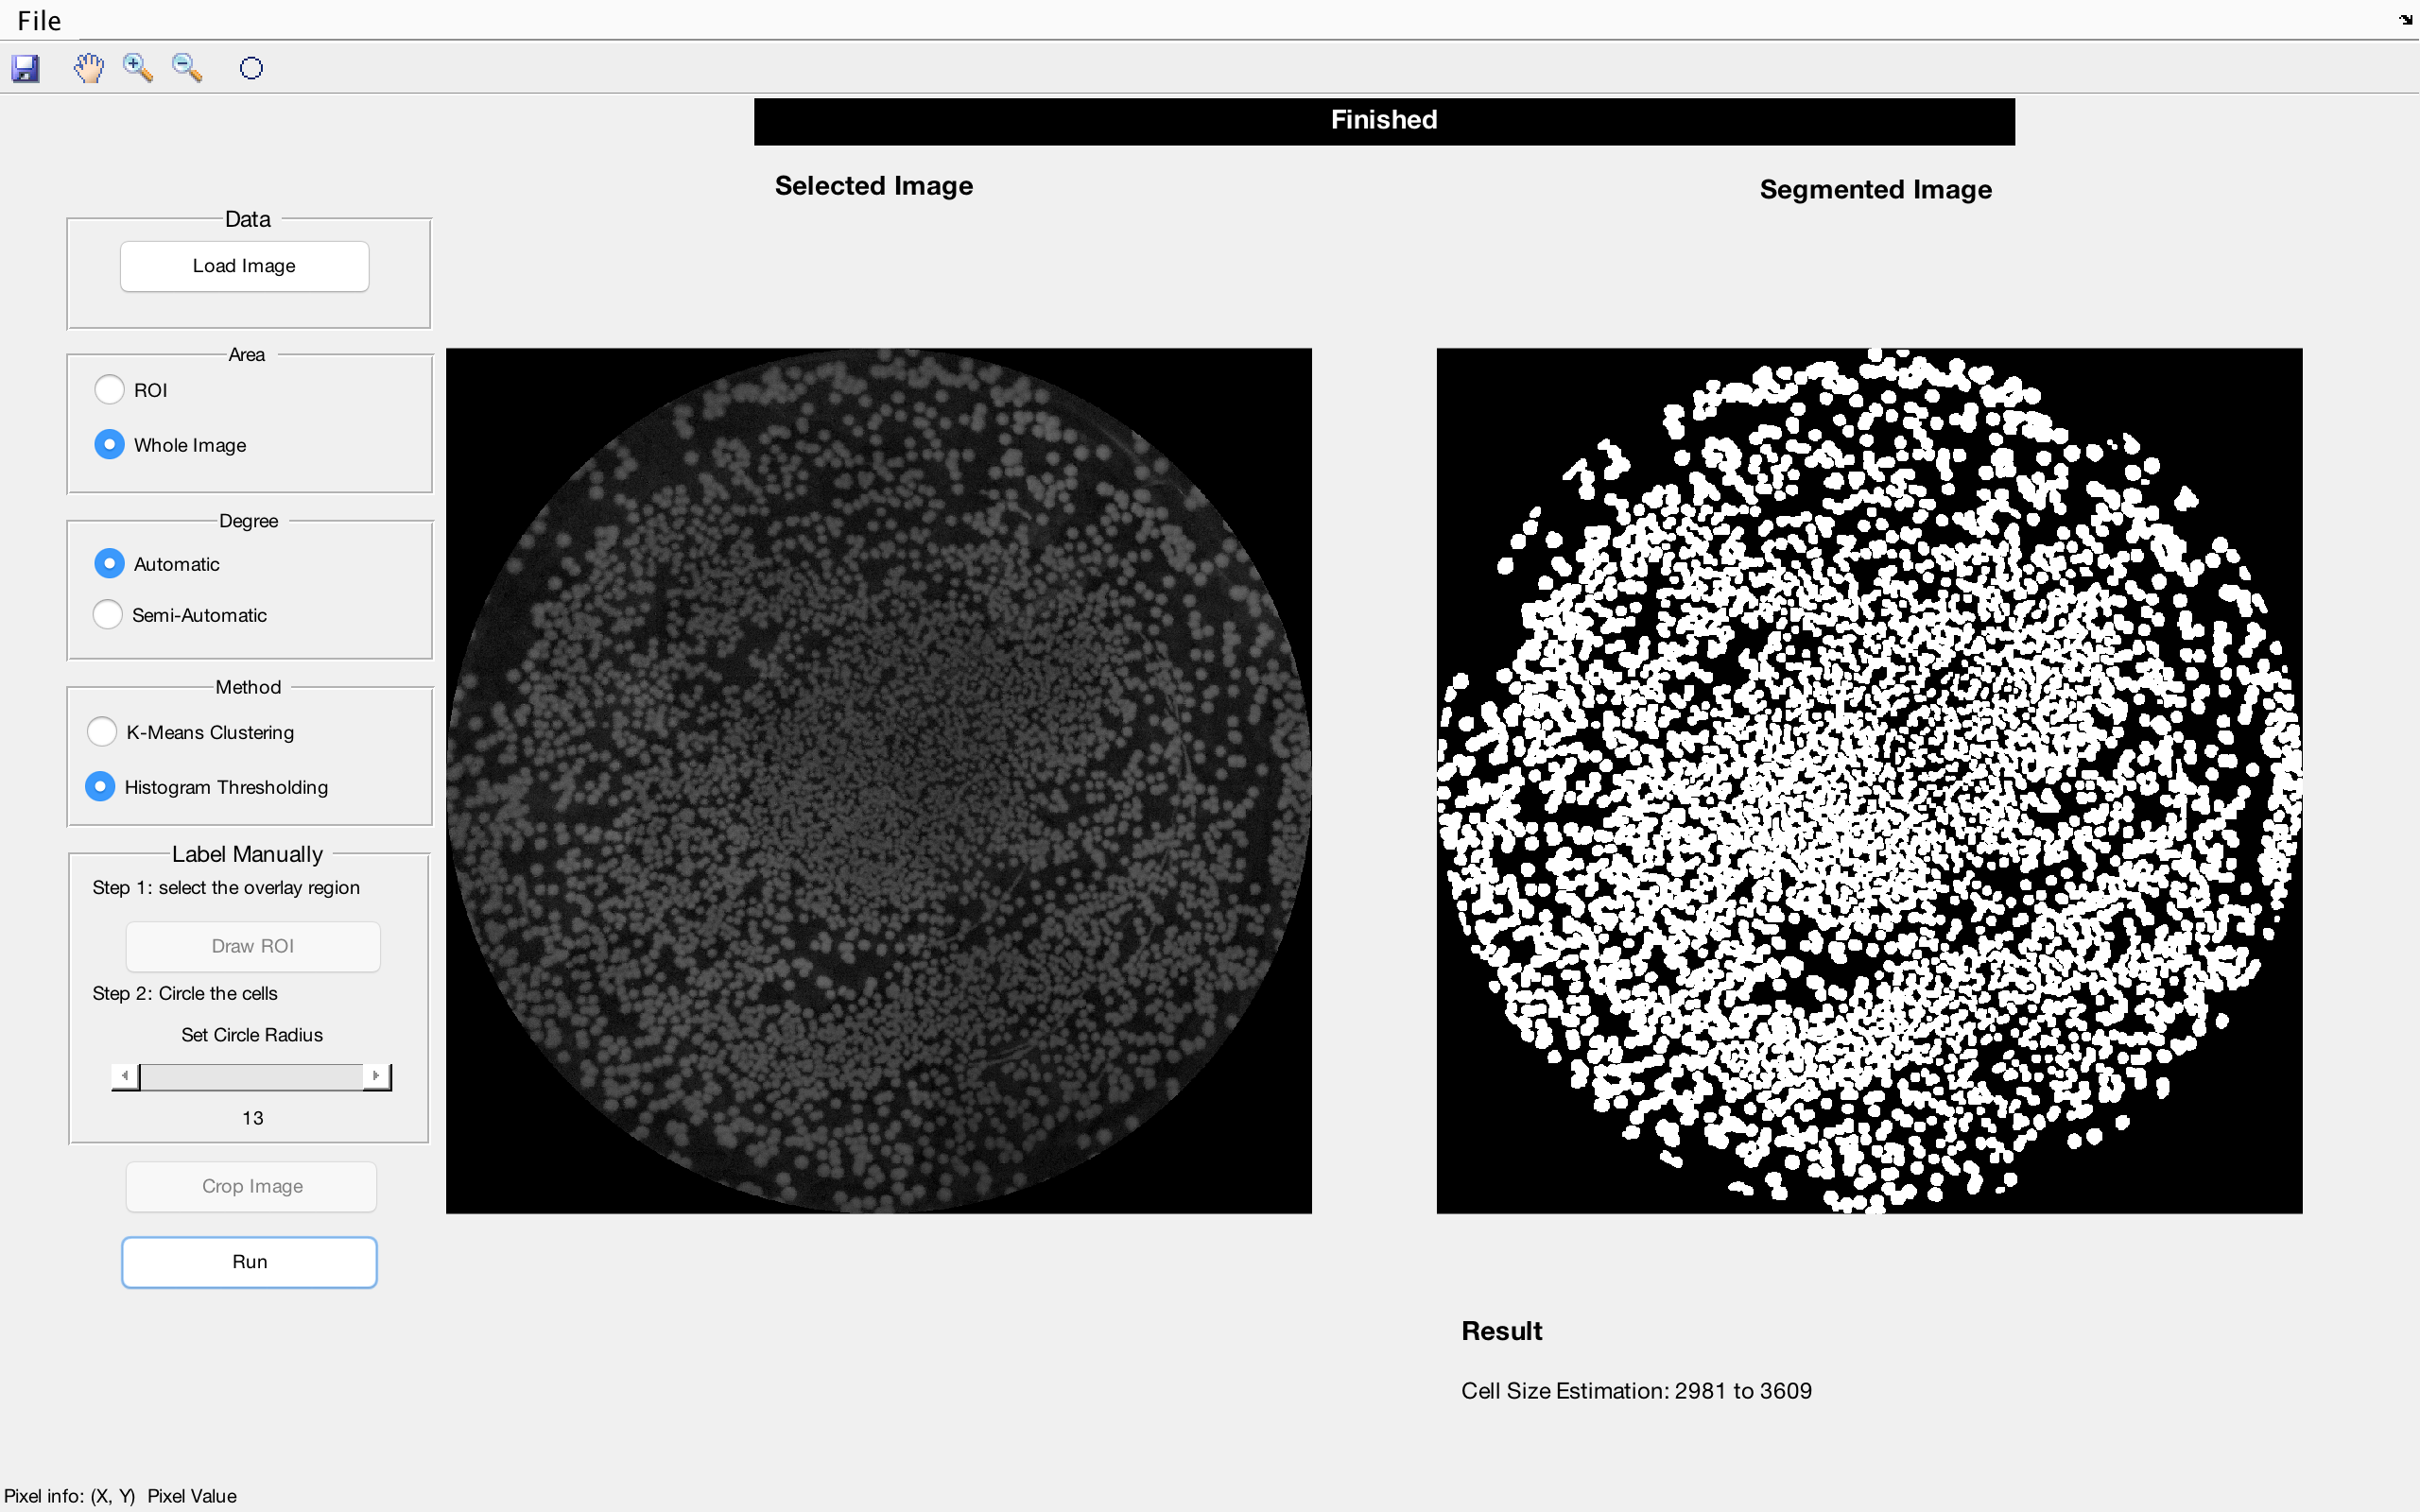 File
Finished
Selected Image
Segmented Image
Data
Load Image
Area
ROI
Whole Image
Degree
Automatic
Semi-Automatic
Method
K-Means Clustering
Histogram Thresholding
Label Manually
Step 1: select the overlay region
Draw ROI
Step 2: Circle the cells
Set Circle Radius
13
Crop Image
Run
Result
Cell Size Estimation: 2981 to 3609
Pixel info: (X, Y) Pixel Value